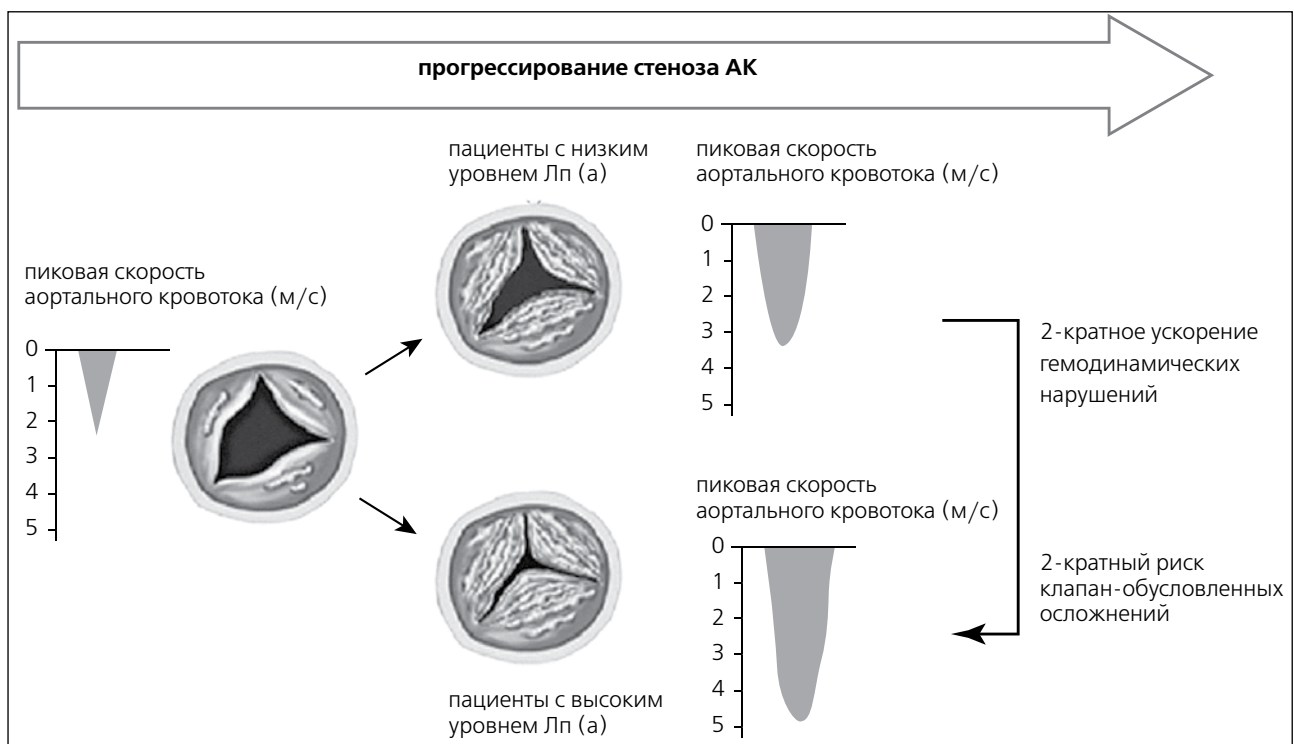 прогрессирование стеноза АК
пиковая скорость
аортального кровотока (м/с)
0
1
2
3
4
5
пациенты с низким
уровнем Лп (а)
пациенты с высоким
уровнем Лп (а)
пиковая скорость
аортального кровотока (м/с)
0
1
2
3
4
5
пиковая скорость
аортального кровотока (м/с)
0
1
2
3
4
5
2-кратное ускорение
гемодинамических
нарушений
2-кратный риск
клапан-обусловленных
осложнений